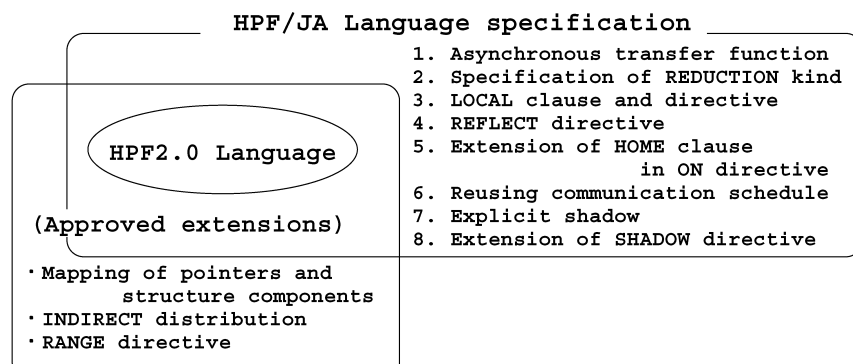 HPF/JA Language specification
1. Asynchronous transfer function
2. Specification of REDUCTION kind
3. LOCAL clause and directive
4. REFLECT directive
5. Extension of HOME clause
in ON directive
6. Reusing communication schedule
7. Explicit shadow
8. Extension of SHADOW directive
HPF2.0 Language
(Approved extensions)
・Mapping of pointers and
structure components
・INDIRECT distribution
・RANGE directive